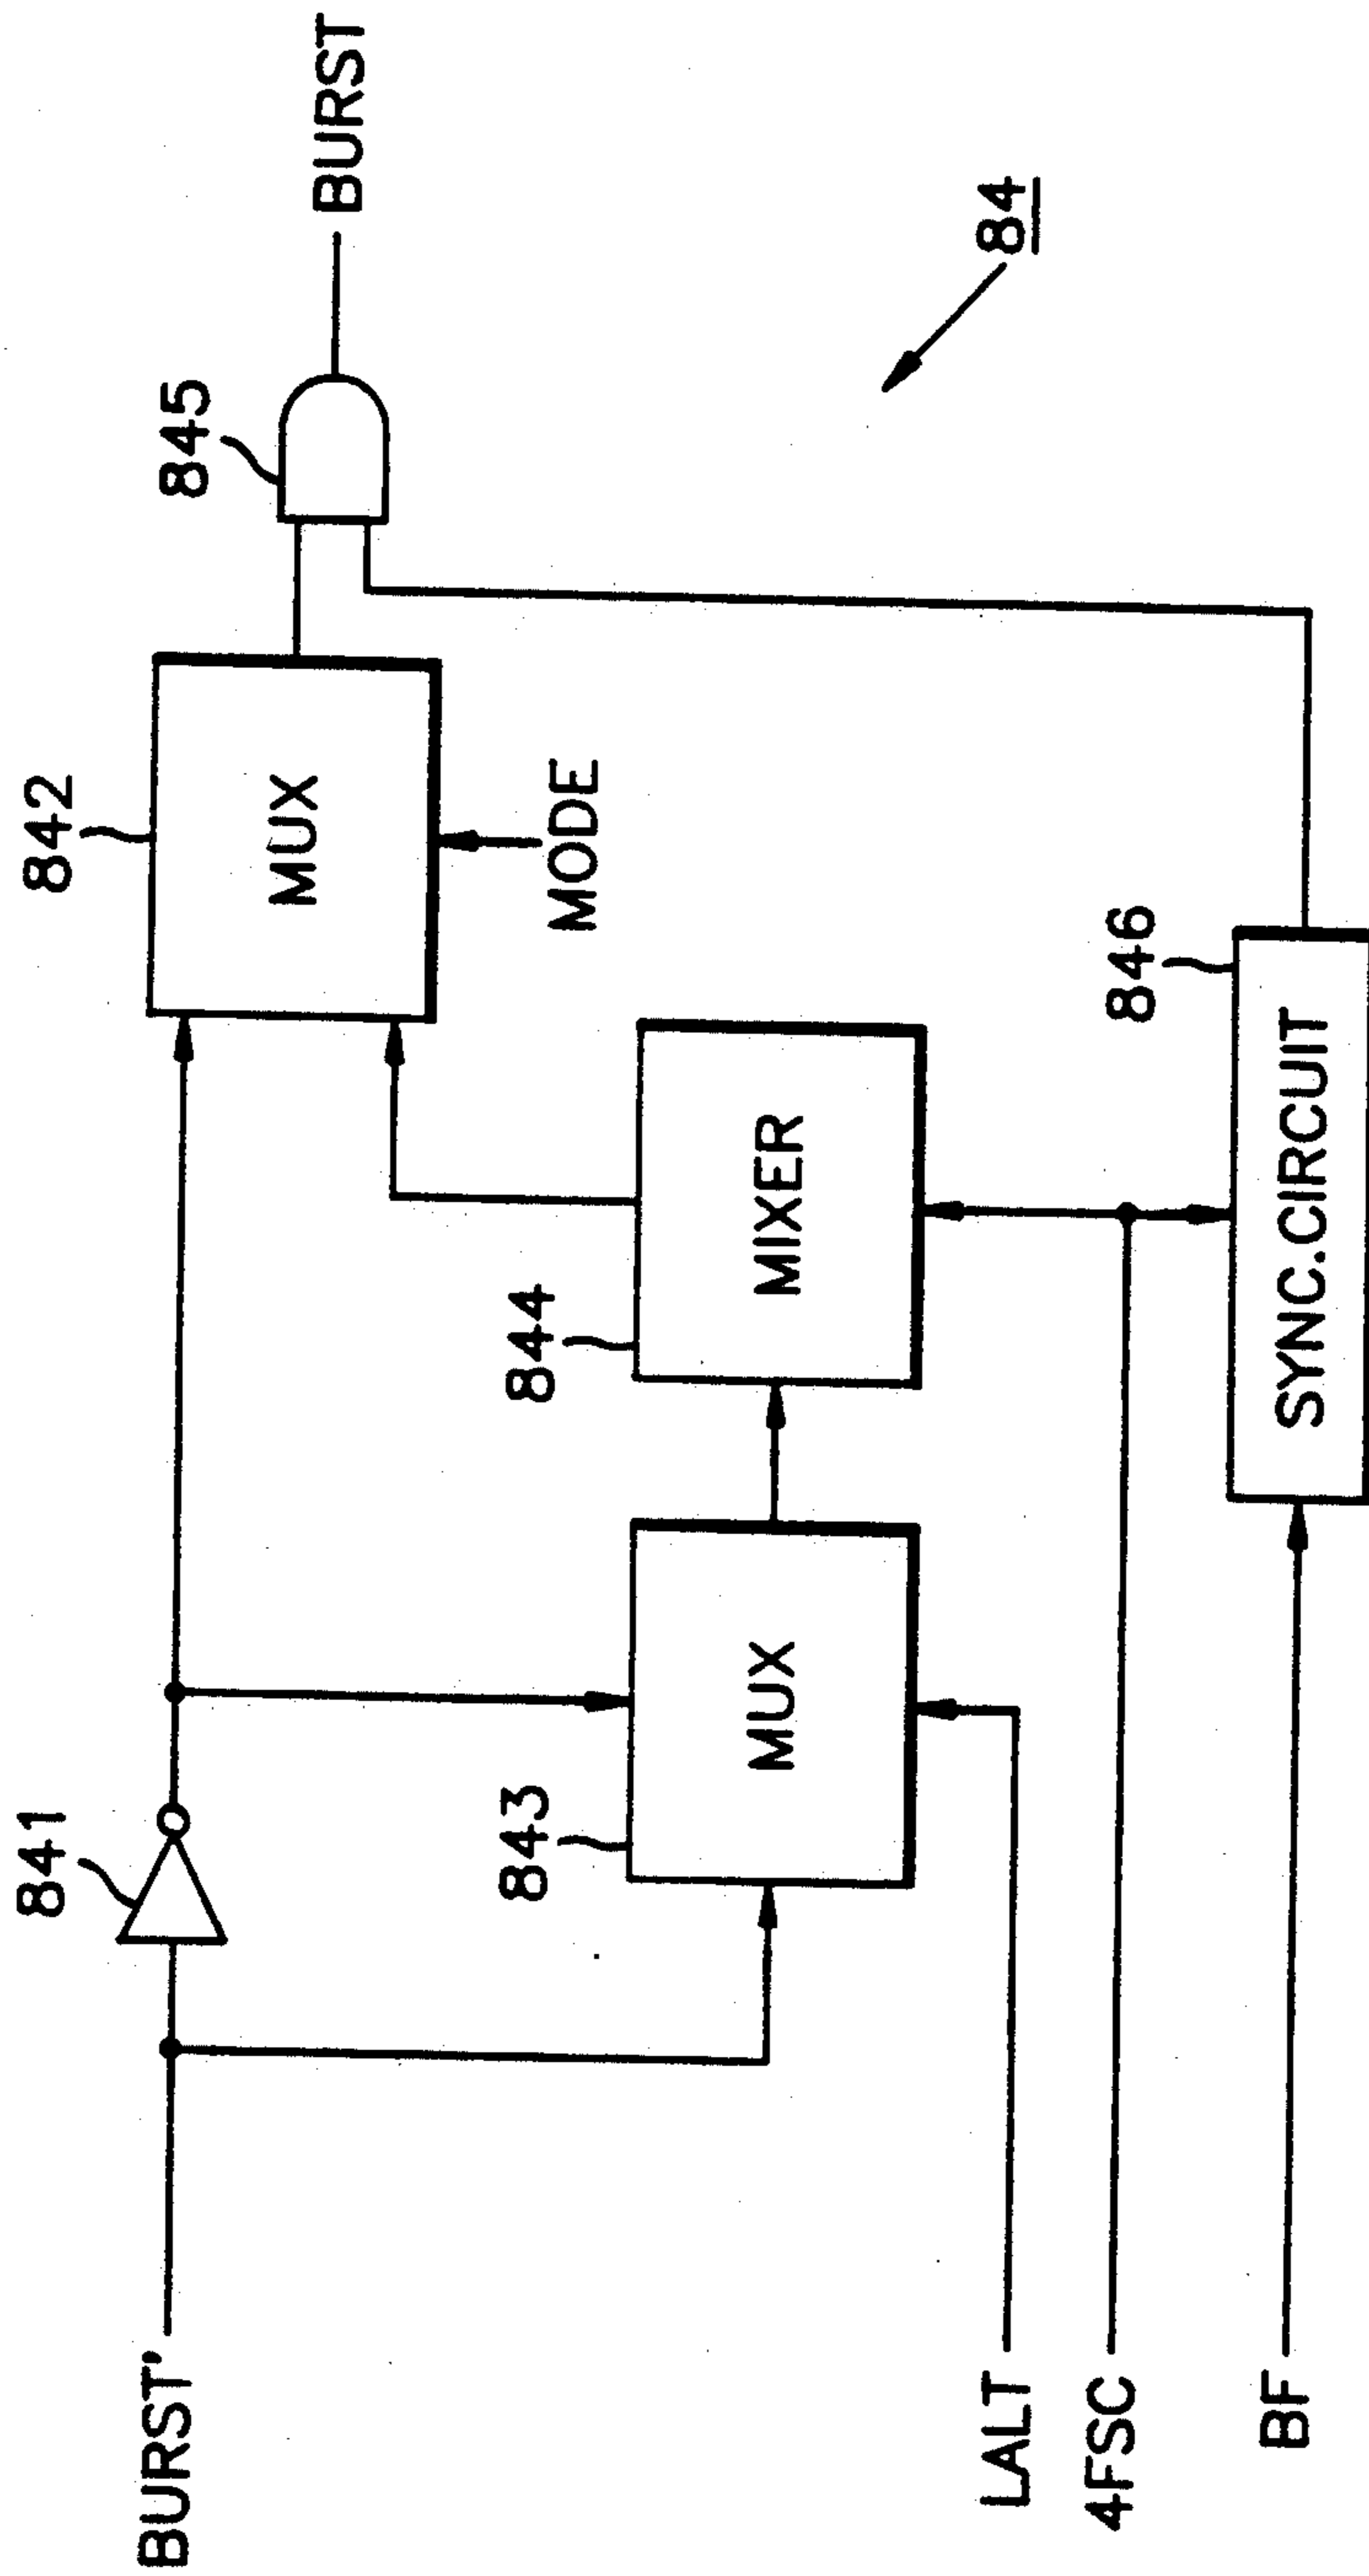 841
842
845
BURST'
BURST
MUX
MODE
843
844
MUX
MIXER
84
LALT
4FSC
846
BF
SYNC.CIRCUIT